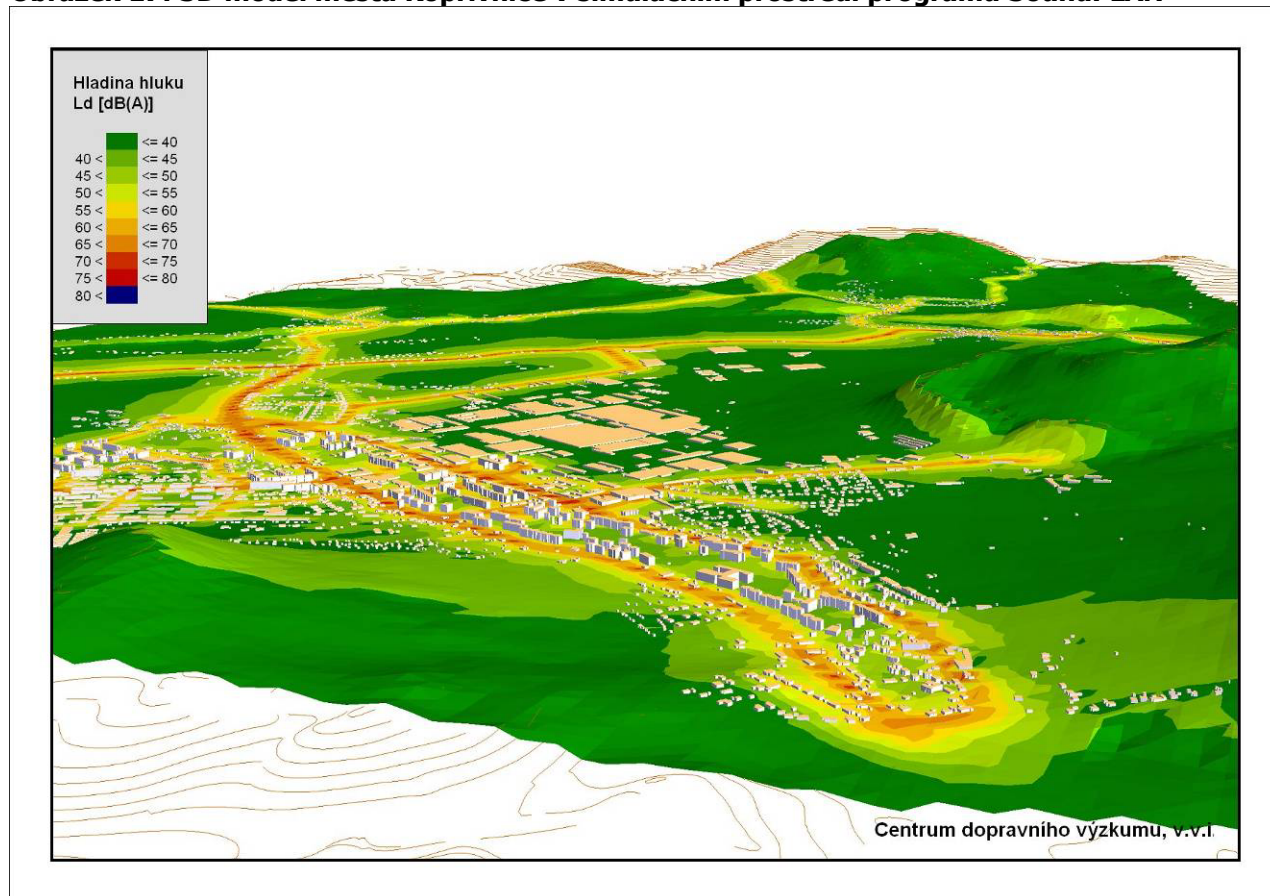 Hladina hluku
Ld [dB(A)]
<= 40
40 < <= 45
45 < <= 50
50 < <= 55
55 < <= 60
60 < <= 65
65 < <= 70
70 < <= 75
75 < <= 80
80 <
Centrum dopravního výzkumu, v.v.i.